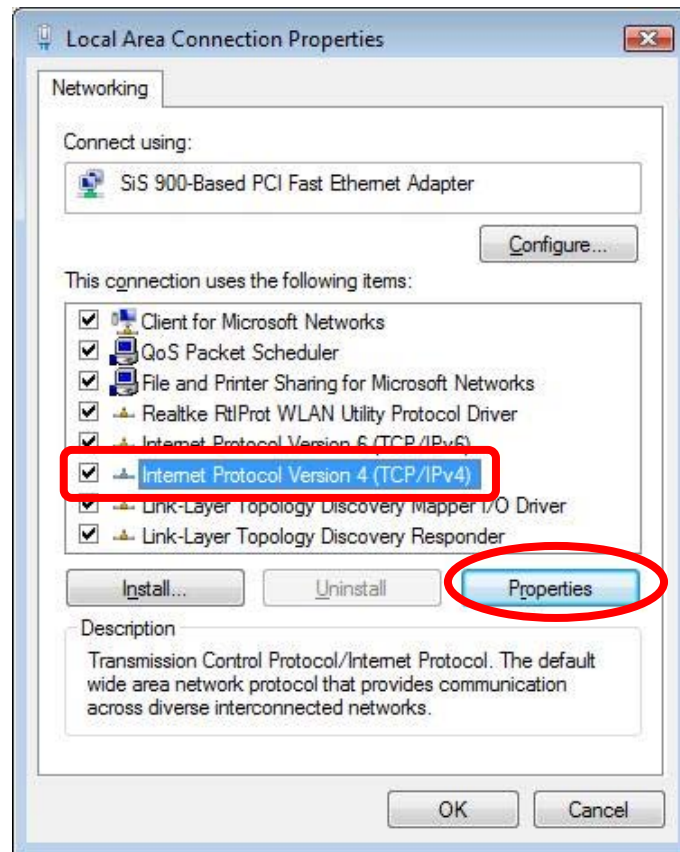 Local Area Connection Properties
Networking
Connect using:
SiS 900-Based PCI Fast Ethernet Adapter
Configure...
This connection uses the following items:
Client for Microsoft Networks
QoS Packet Scheduler
File and Printer Sharing for Microsoft Networks
Realtke RtlProt WLAN Utility Protocol Driver
Internet Protocol Version 6 (TCP/IPv6)
Internet Protocol Version 4 (TCP/IPv4)
Link-Layer Topology Discovery Mapper I/O Driver
Link-Layer Topology Discovery Responder
Install... Uninstall Properties
Description
Transmission Control Protocol/Internet Protocol. The default
wide area network protocol that provides communication
across diverse interconnected networks.
OK Cancel